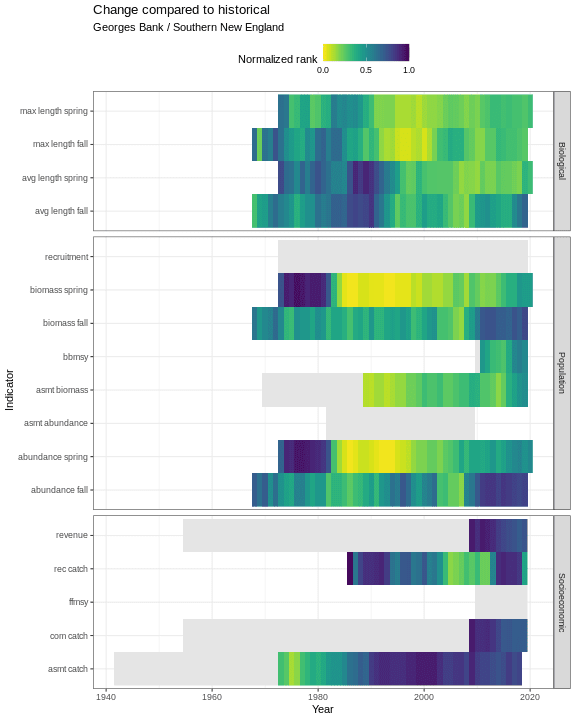 Change compared to historical
Georges Bank / Southern New England
Normalized rank
0.0 0.5 1.0
max length spring
max length fall
avg length spring
avg length fall
Biological
recruitment
biomass spring
biomass fall
bbmsy
asmt biomass
asmt abundance
abundance spring
abundance fall
Population
Indicator
revenue
rec catch
ffmsy
com catch
asmt catch
Socioeconomic
1940 1960 1980 2000 2020
Year